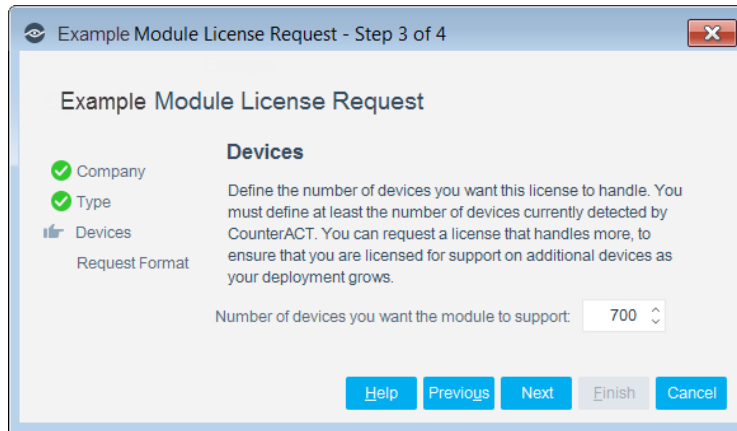 Example Module License Request - Step 3 of 4
Example Module License Request
Company
Type
Devices
Request Format
Devices
Define the number of devices you want this license to handle. You
must define at least the number of devices currently detected by
CounterACT. You can request a license that handles more, to
ensure that you are licensed for support on additional devices as
your deployment grows.
Number of devices you want the module to support: 700
Help Previous Next Finish Cancel